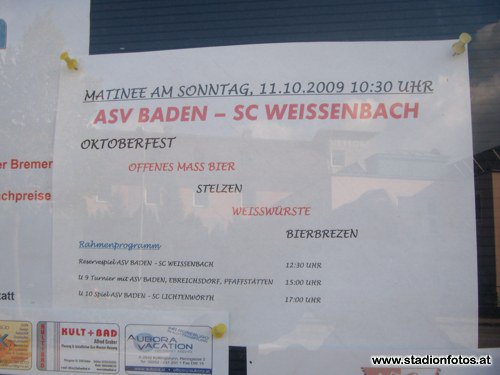 MATINEE AM SONNTAG, 11.10.2009 10:30 UHR
ASV BADEN – SC WEISSENBACH
OKTOBERFEST
OFFENES MASS BIER
STELZEN
WEISSWÜRSTE
BIERBREZEN
er Bremer
chpreise
Rahmenprogramm
Reservespiel ASV BADEN – SC WEISSENBACH 12:30 UHR
U 9 Turnier mit ASV BADEN, EBREICHSDORF, PFAFFSTÄTTEN 15:00 UHR
U 10 Spiel ASV BADEN – SC LICHTENWÖRTH 17:00 UHR
tatt
KULT+BAD
Alfred Gruber
AURORA
VACATION
www.stadionfotos.at